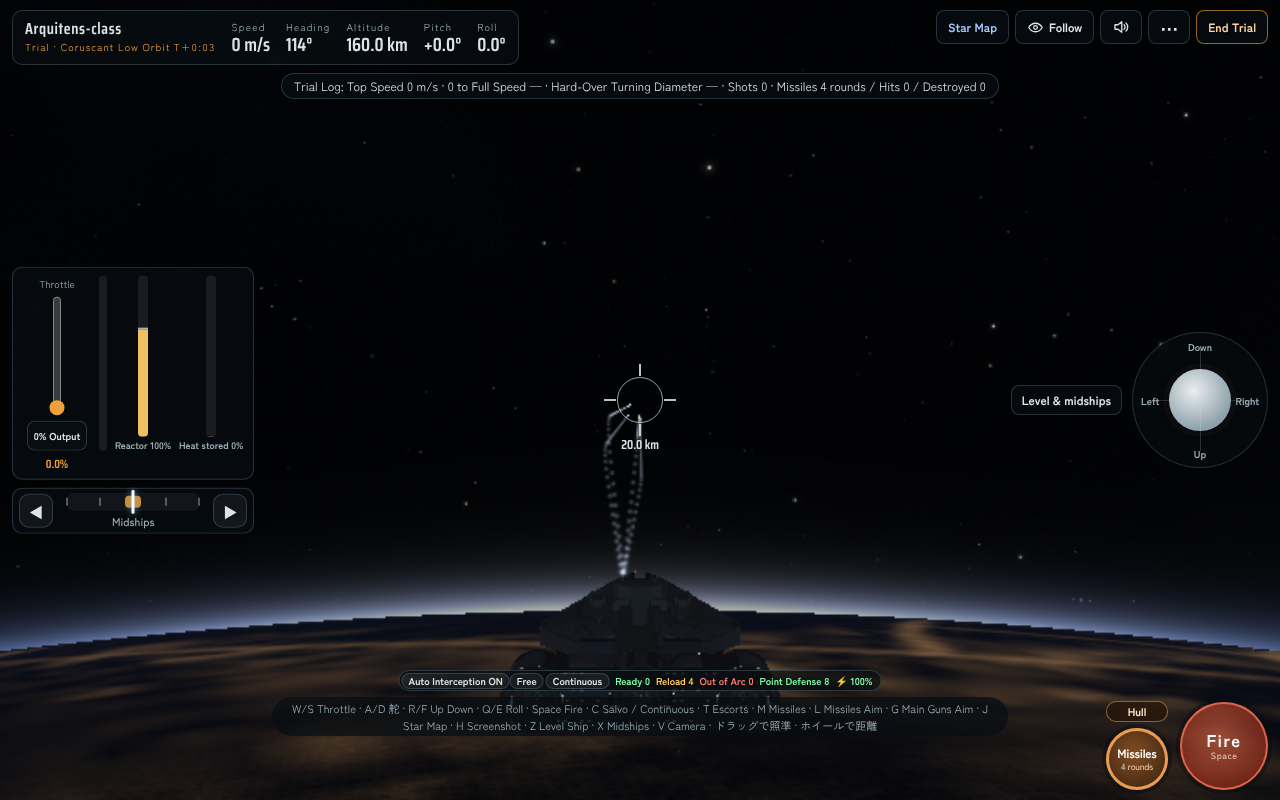 Arquitens-class
Trial · Coruscant Low Orbit T+0:03
Speed
0 m/s
Heading
114°
Altitude
160.0 km
Pitch
+0.0°
Roll
0.0°
Star Map
Follow
...
End Trial
Trial Log: Top Speed 0 m/s · 0 to Full Speed — · Hard-Over Turning Diameter — · Shots 0 · Missiles 4 rounds / Hits 0 / Destroyed 0
Throttle
0% Output
0.0%
Reactor 100%
Heat stored 0%
Midships
20.0 km
Level & midships
Down
Left
Right
Up
Auto Interception ON
Free
Continuous
Ready 0
Reload 4
Out of Arc 0
Point Defense 8
⚡ 100%
W/S Throttle · A/D 舵 · R/F Up Down · Q/E Roll · Space Fire · C Salvo / Continuous · T Escorts · M Missiles · L Missiles Aim · G Main Guns Aim · J
Star Map · H Screenshot · Z Level Ship · X Midships · V Camera · ドラッグで照準 · ホイールで距離
Hull
Missiles
4 rounds
Fire
Space